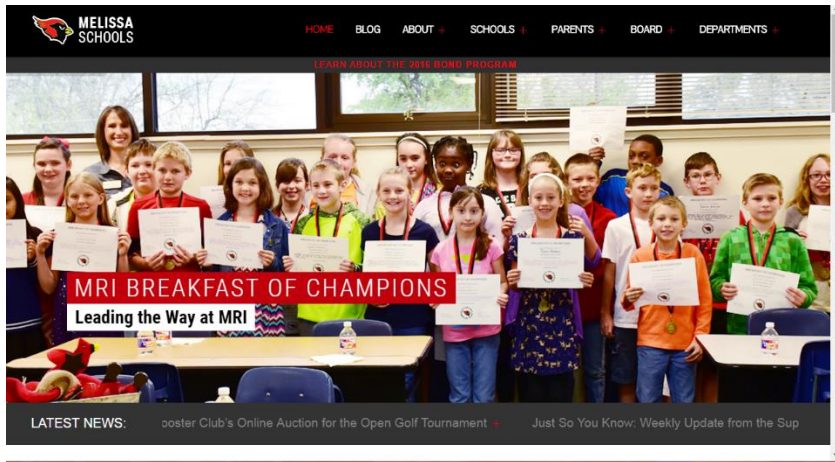 MELISSA
SCHOOLS
HOME BLOG ABOUT + SCHOOLS + PARENTS + BOARD + DEPARTMENTS +
LEARN ABOUT THE 2016 BOND PROGRAM
MRI BREAKFAST OF CHAMPIONS
Leading the Way at MRI
LATEST NEWS: ooster Club's Online Auction for the Open Golf Tournament + Just So You Know: Weekly Update from the Sup